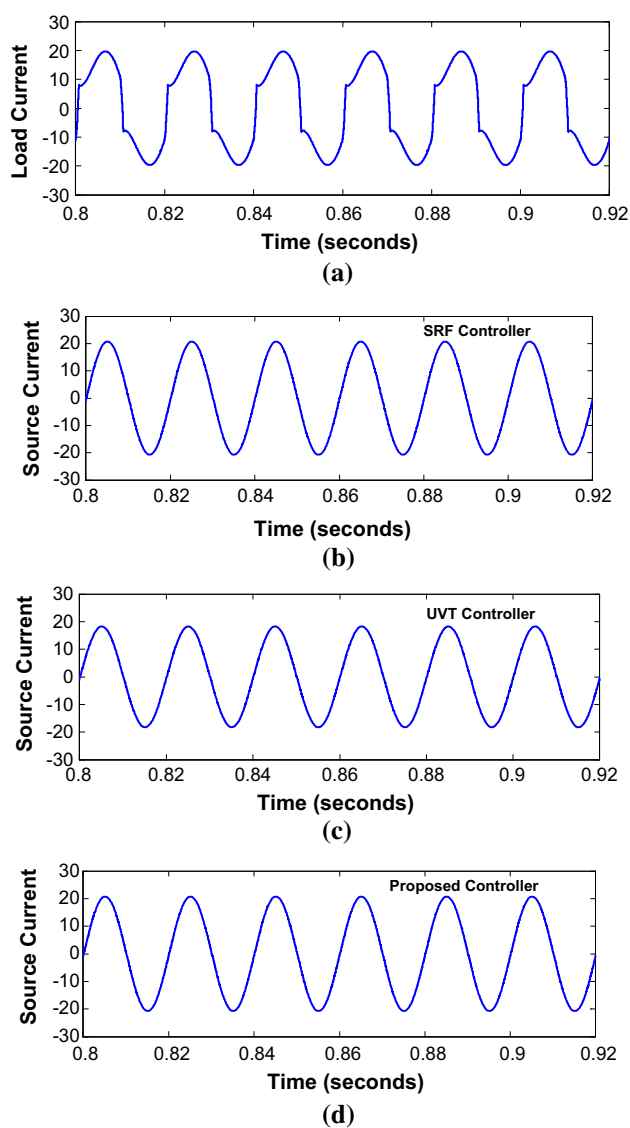 30
20
10
0
-10
-20
-30
Load Current
0.8 0.82 0.84 0.86 0.88 0.9 0.92
Time (seconds)
(a)
30
20
10
0
-10
-20
-30
Source Current
SRF Controller
0.8 0.82 0.84 0.86 0.88 0.9 0.92
Time (seconds)
(b)
30
20
10
0
-10
-20
-30
Source Current
UVT Controller
0.8 0.82 0.84 0.86 0.88 0.9 0.92
Time (seconds)
(c)
30
20
10
0
-10
-20
-30
Source Current
Proposed Controller
0.8 0.82 0.84 0.86 0.88 0.9 0.92
Time (seconds)
(d)